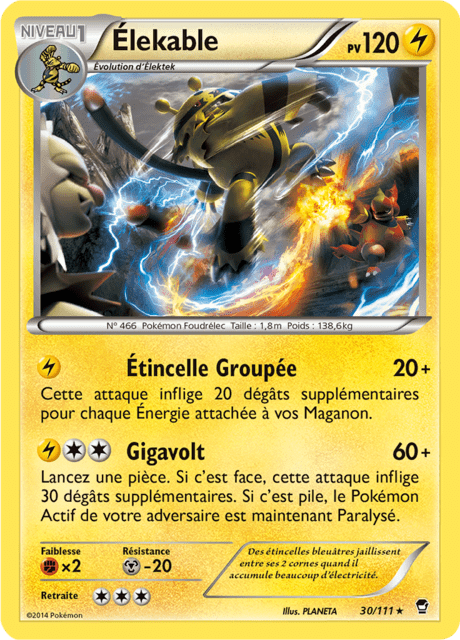 NIVEAU 1
Élekable
PV 120
Évolution d'Élektek
N° 466 Pokémon Foudrélec Taille : 1,8m Poids : 138,6kg
Étincelle Groupée 20+
Cette attaque inflige 20 dégâts supplémentaires
pour chaque Énergie attachée à vos Maganon.
Gigavolt 60+
Lancez une pièce. Si c'est face, cette attaque inflige
30 dégâts supplémentaires. Si c'est pile, le Pokémon
Actif de votre adversaire est maintenant Paralysé.
Faiblesse Résistance
×2 -20
Retraite
Des étincelles bleuâtres jaillissent
entre ses 2 cornes quand il
accumule beaucoup d'électricité.
©2014 Pokémon
Illus. PLANETA
30/111 ★